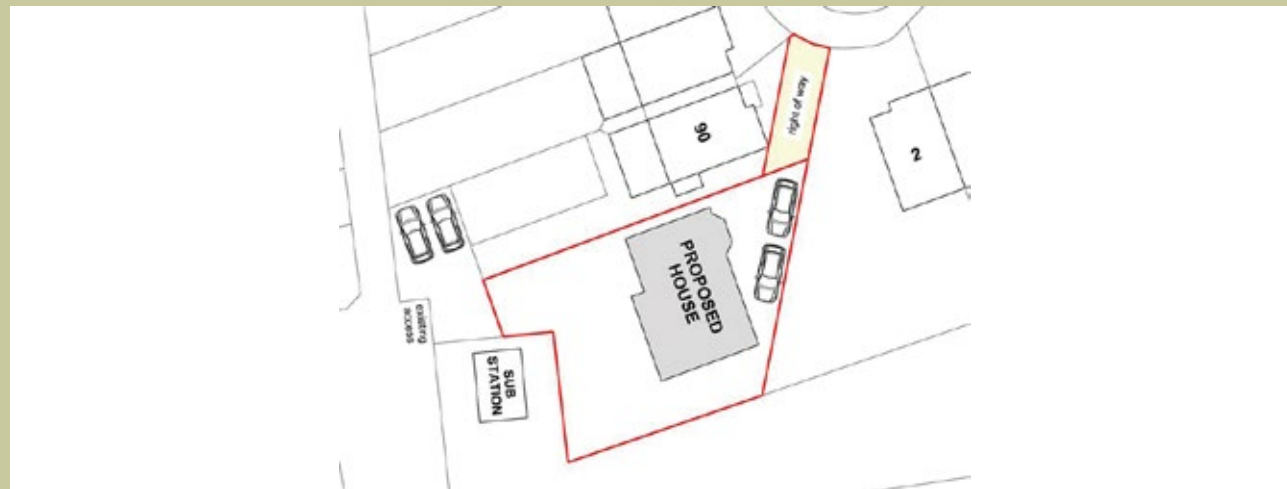 right of way
90
2
PROPOSED
HOUSE
existing
access
SUB
STATION